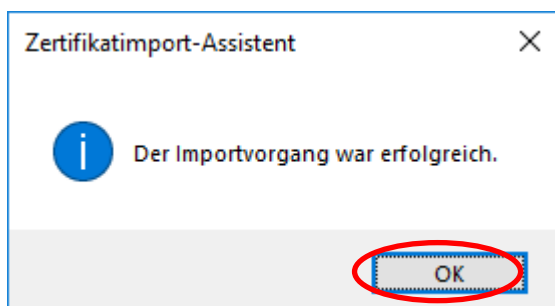 Zertifikatimport-Assistent
Der Importvorgang war erfolgreich.
OK